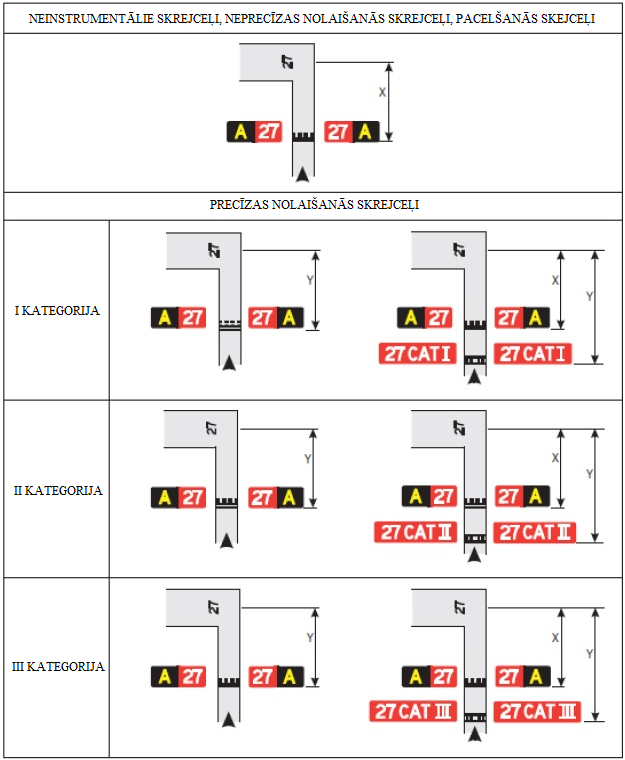 NEINSTRUMENTĀLIE SKREJCEĻI, NEPRECĪZAS NOLAIŠANĀS SKREJCEĻI, PACELŠANĀS SKEJCEĻI
27
X
A 27
27 A
PRECĪZAS NOLAIŠANĀS SKREJCEĻI
I KATEGORIJA
27
Y
A 27
27 A
27
X
Y
A 27
27 A
27 CAT I
27 CAT I
II KATEGORIJA
27
Y
A 27
27 A
27
X
Y
A 27
27 A
27 CAT II
27 CAT II
III KATEGORIJA
27
Y
A 27
27 A
27
X
Y
A 27
27 A
27 CAT III
27 CAT III